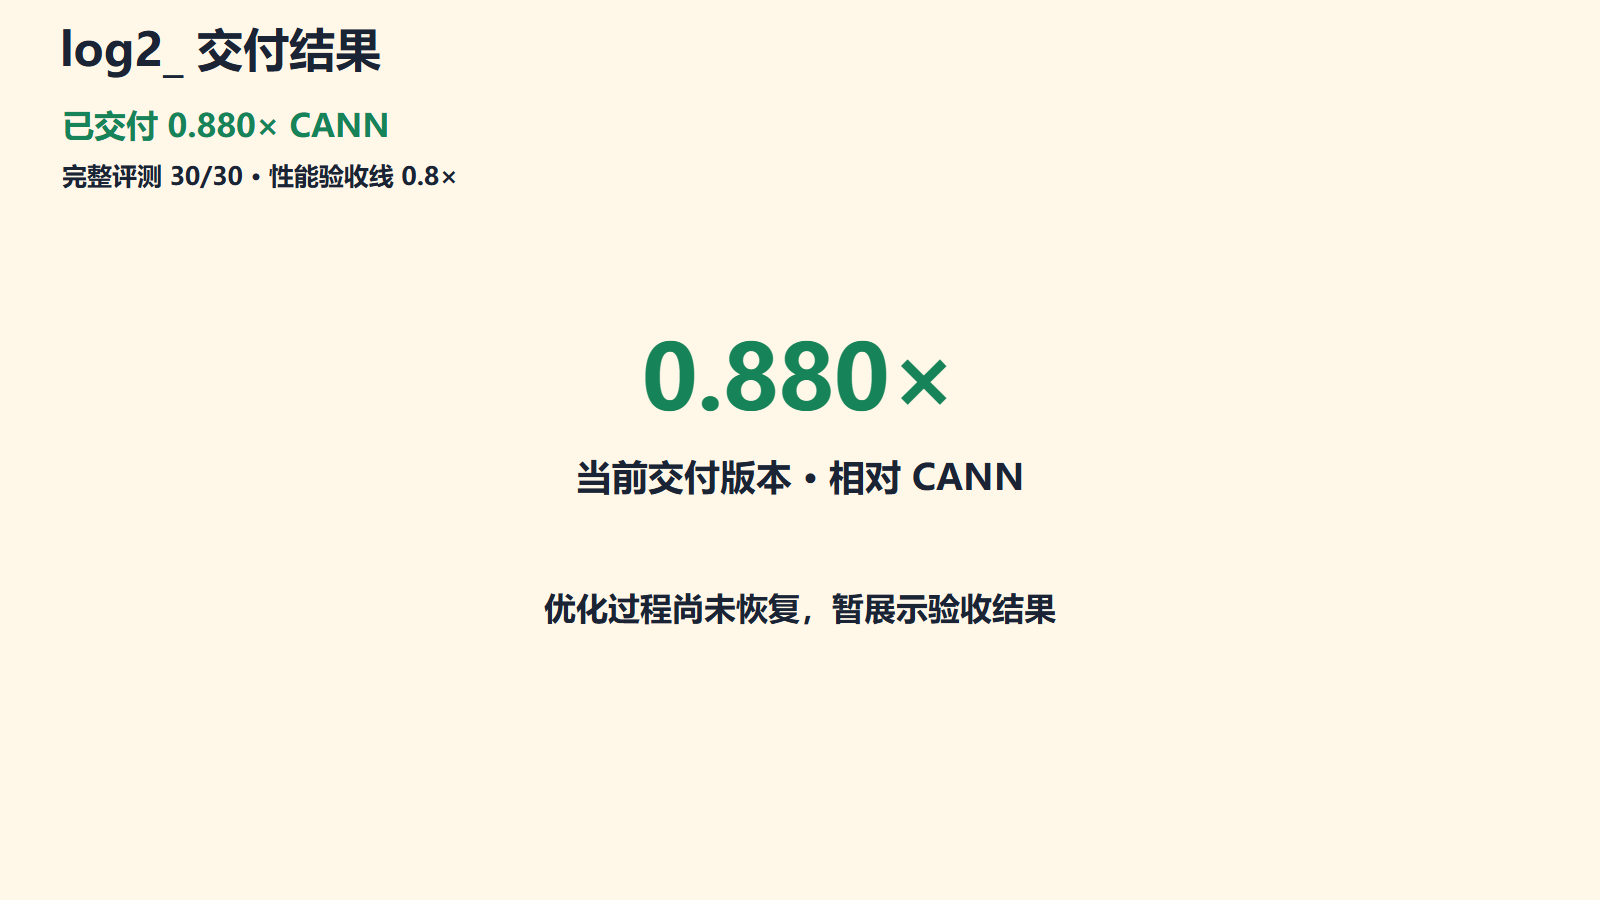 log2_ 交付结果
已交付 0.880× CANN
完整评测 30/30 • 性能验收线 0.8×
0.880×
当前交付版本 • 相对 CANN
优化过程尚未恢复，暂展示验收结果